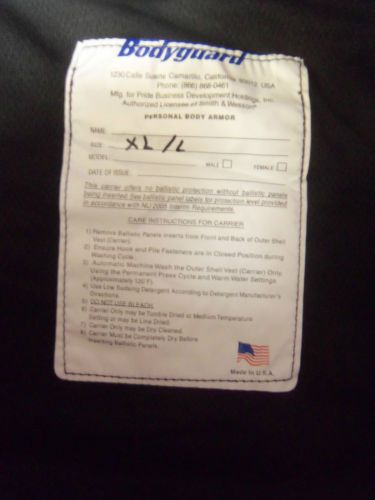 Bodyguard
1230 Calle Suerte Camarillo, California 93012 USA
Phone: (866) 868-0461
Mfg. for Pride Business Development Holdings, Inc.
Authorized Licensee of Smith & Wesson®
PERSONAL BODY ARMOR
NAME
SIZE XL/L
MODEL: MALE FEMALE
DATE OF ISSUE:
This carrier offers no ballistic protection without ballistic panels
being inserted. See ballistic panel labels for protection level provided
in accordance with NIJ 2005 Interim Requirements.
CARE INSTRUCTIONS FOR CARRIER
1) Remove Ballistic Panels Inserts from Front and Back of Outer Shell
Vest (Carrier).
2) Ensure Hook and Pile Fasteners are in Closed Position during
Washing Cycle.
3) Automatic Machine Wash the Outer Shell Vest (Carrier) Only
Using the Permanent Press Cycle and Warm Water Settings
(Approximately 120°F).
4) Use Low Sudsing Detergent According to Detergent Manufacturer's
Directions.
5) DO NOT USE BLEACH.
6) Carrier Only may be Tumble Dried at Medium Temperature
Setting or may be Line Dried.
7) Carrier Only may be Dry Cleaned.
8) Carrier Must be Completely Dry Before
Inserting Ballistic Panels.
Made In U.S.A.